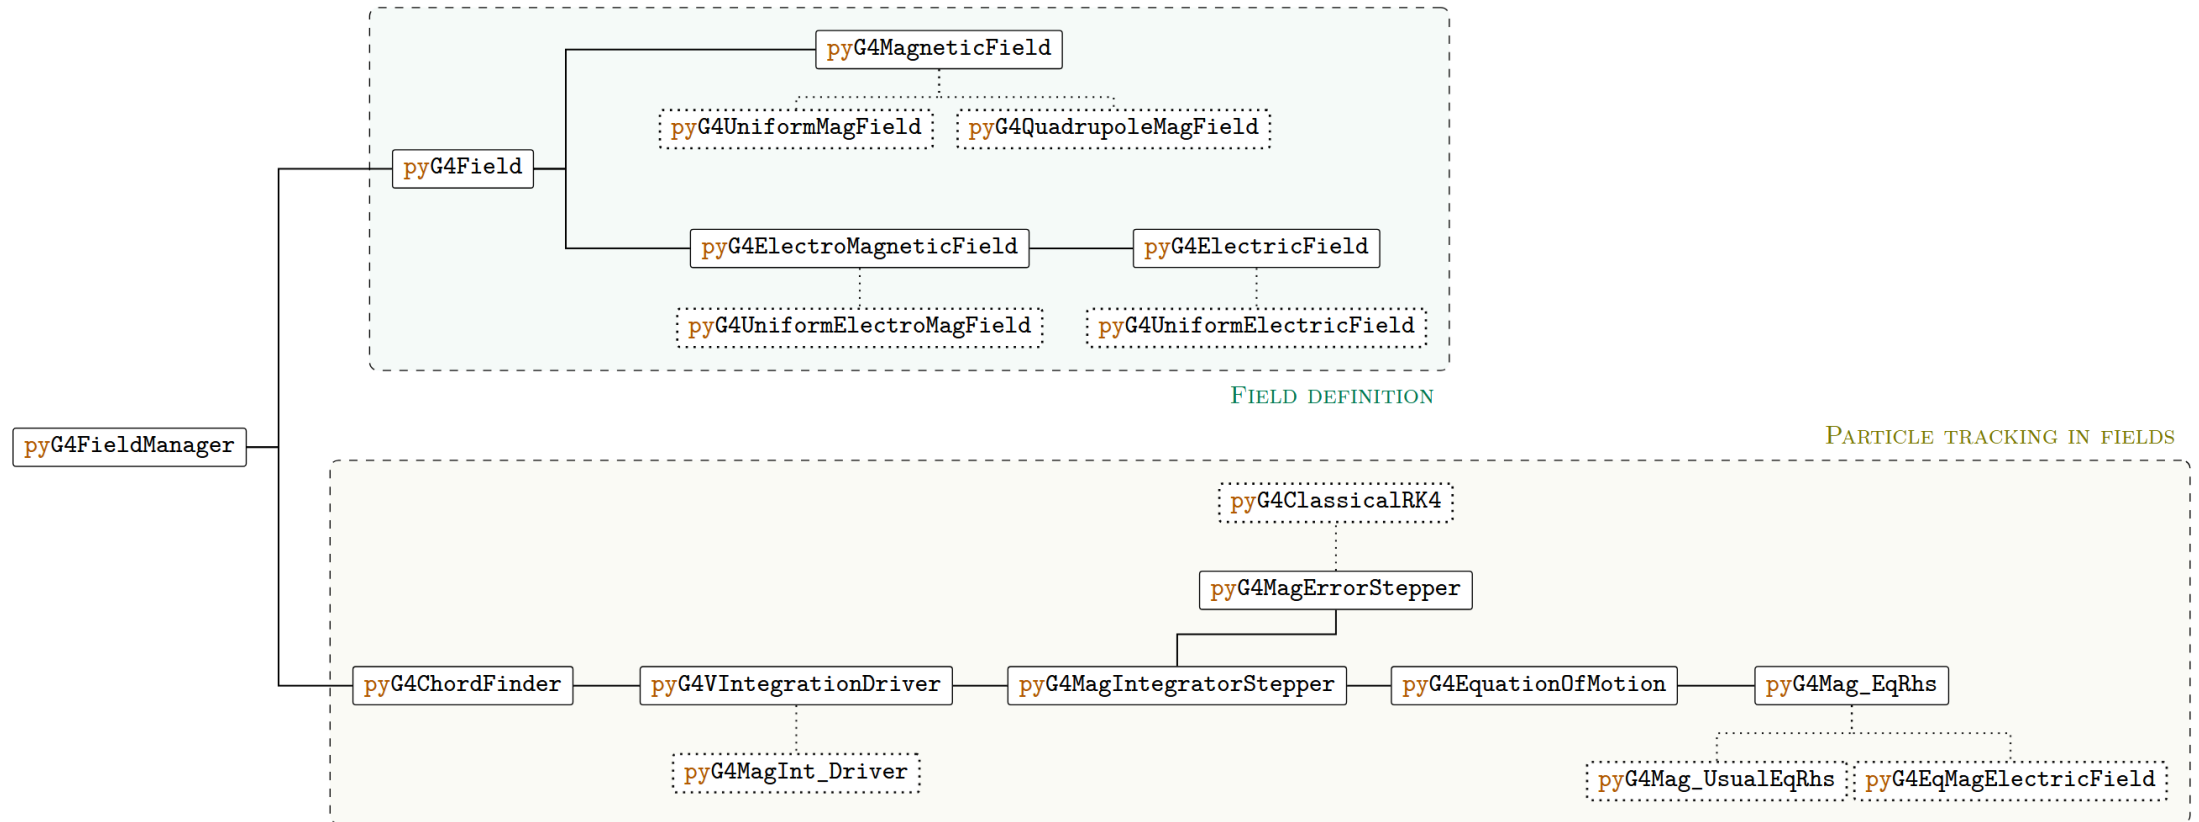 pyG4MagneticField
pyG4UniformMagField
pyG4QuadrupoleMagField
pyG4Field
pyG4ElectroMagneticField
pyG4ElectricField
pyG4UniformElectroMagField
pyG4UniformElectricField
Field definition
pyG4FieldManager
Particle tracking in fields
pyG4ClassicalRK4
pyG4MagErrorStepper
pyG4ChordFinder
pyG4VIntegrationDriver
pyG4MagIntegratorStepper
pyG4EquationOfMotion
pyG4Mag_EqRhs
pyG4MagInt_Driver
pyG4Mag_UsualEqRhs
pyG4EqMagElectricField